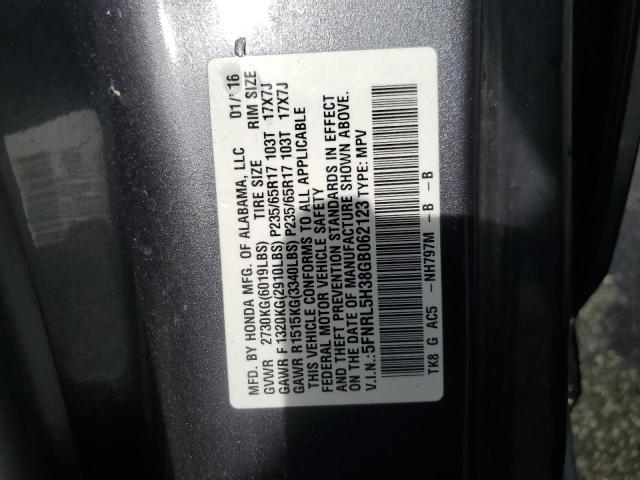 MFD. BY HONDA MFG. OF ALABAMA, LLC 01/16
GVWR 2730KG(6019LBS) TIRE SIZE RIM SIZE
GAWR F 1320KG(2910LBS) P235/65R17 103T 17X7J
GAWR R1515KG(3340LBS) P235/65R17 103T 17X7J
THIS VEHICLE CONFORMS TO ALL APPLICABLE
FEDERAL MOTOR VEHICLE SAFETY
AND THEFT PREVENTION STANDARDS IN EFFECT
ON THE DATE OF MANUFACTURE SHOWN ABOVE.
V.I.N.:5FNRL5H38GB062123 TYPE: MPV
TK8 G AC5 -NH797M -B -B